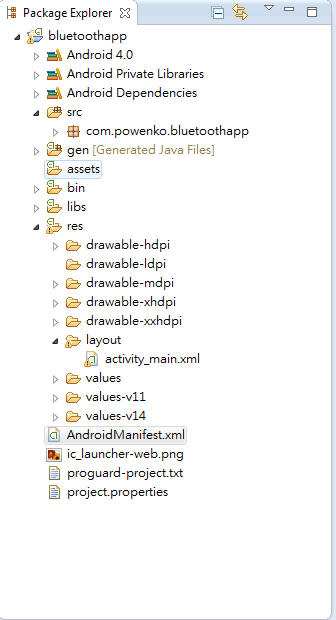 Package Explorer
bluetoothapp
Android 4.0
Android Private Libraries
Android Dependencies
src
com.powenko.bluetoothapp
gen [Generated Java Files]
assets
bin
libs
res
drawable-hdpi
drawable-ldpi
drawable-mdpi
drawable-xhdpi
drawable-xxhdpi
layout
activity_main.xml
values
values-v11
values-v14
AndroidManifest.xml
ic_launcher-web.png
proguard-project.txt
project.properties